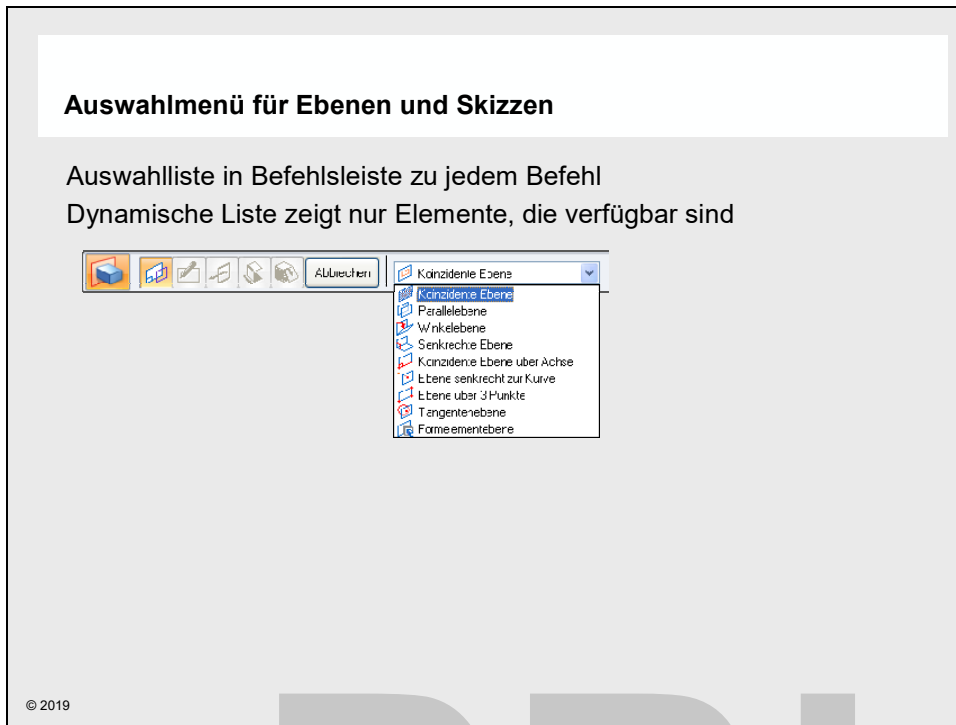 Auswahlmenü für Ebenen und Skizzen
Auswahlliste in Befehlsleiste zu jedem Befehl
Dynamische Liste zeigt nur Elemente, die verfügbar sind
Abbrechen
Koinzidente Ebene
Koinzidente Ebene
Parallelebene
Winkelebene
Senkrechte Ebene
Koinzidente Ebene über Achse
Ebene senkrecht zur Kurve
Ebene über 3 Punkte
Tangentenebene
Formelementebene
© 2019